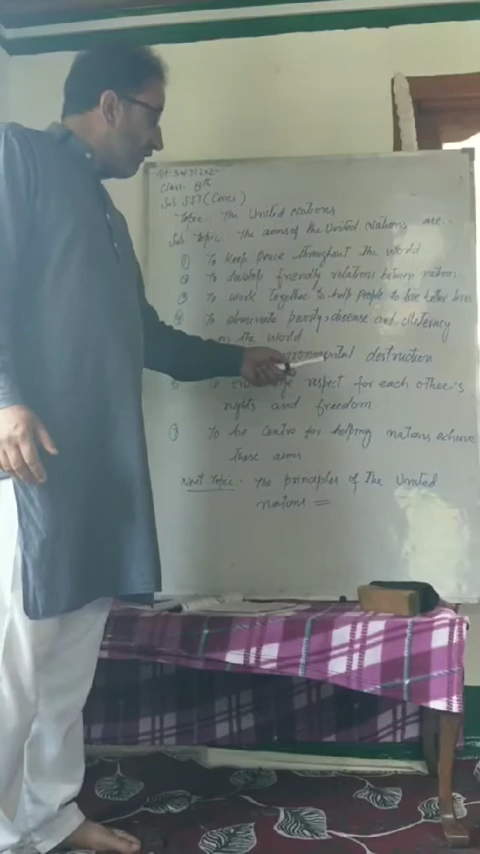 Class- 8th
Sub SST (Civics)
Topic:- The United Nations
Sub Topic. The aims of the United Nations are:-
① To Keep Peace throughout the world
② To develop friendly relations between nation
③ To work together to help People to live better lives
④ To eliminate poverty, disease and illiteracy
in the world
environmental destruction
6 To encourage respect for each other's
rights and freedom
⑦ To be centre for helping nations achieve
these aims
Next Topic:- The principles of the United
nations =